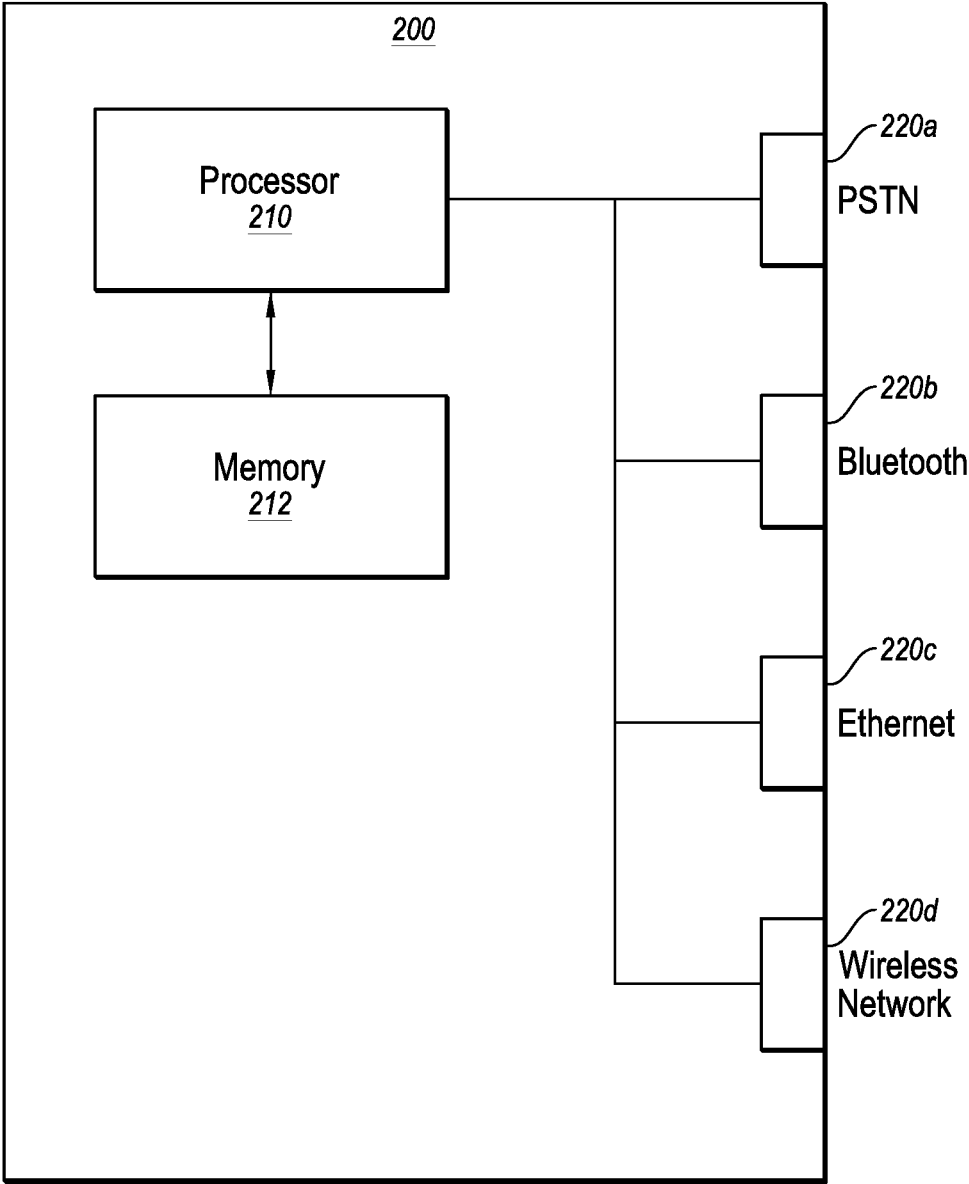 200
Processor
210
Memory
212
220a
PSTN
220b
Bluetooth
220c
Ethernet
220d
Wireless
Network